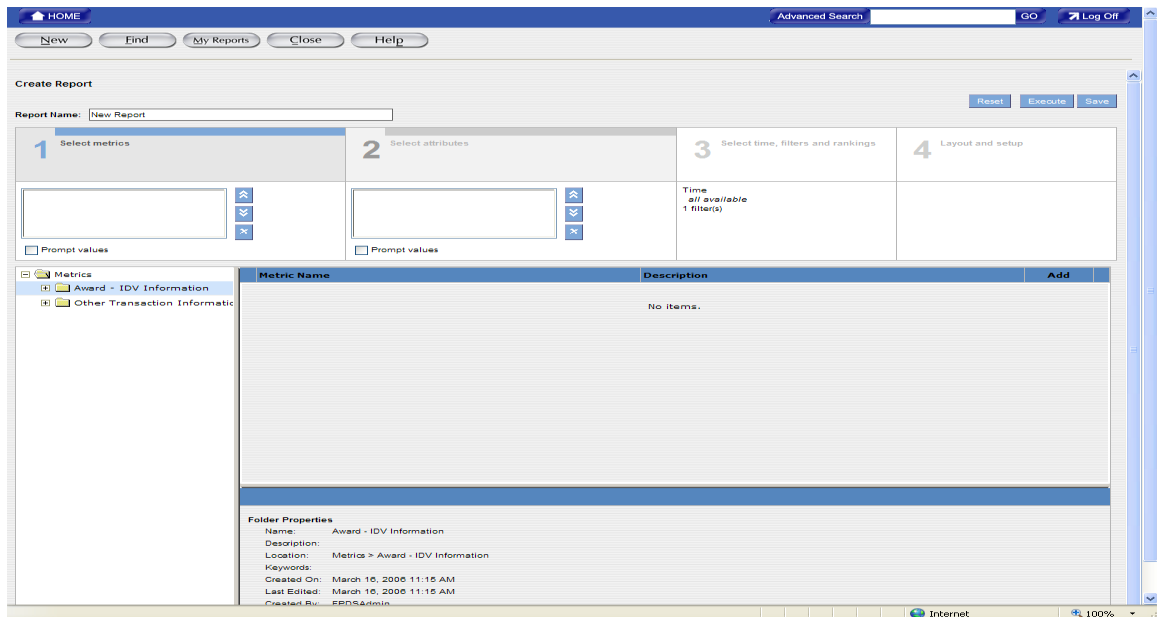 HOME
Advanced Search
GO
Log Off
New
Find
My Reports
Close
Help
Create Report
Reset
Execute
Save
Report Name:
New Report
1 Select metrics
2 Select attributes
3 Select time, filters and rankings
4 Layout and setup
Prompt values
Prompt values
Time
all available
1 filter(s)
Metrics
Award - IDV Information
Other Transaction Informatic
Metric Name
Description
Add
No items.
Folder Properties
Name: Award - IDV Information
Description:
Location: Metrics > Award - IDV Information
Keywords:
Created On: March 16, 2006 11:15 AM
Last Edited: March 16, 2006 11:15 AM
Created By: FPDSAdmin
Internet
100%